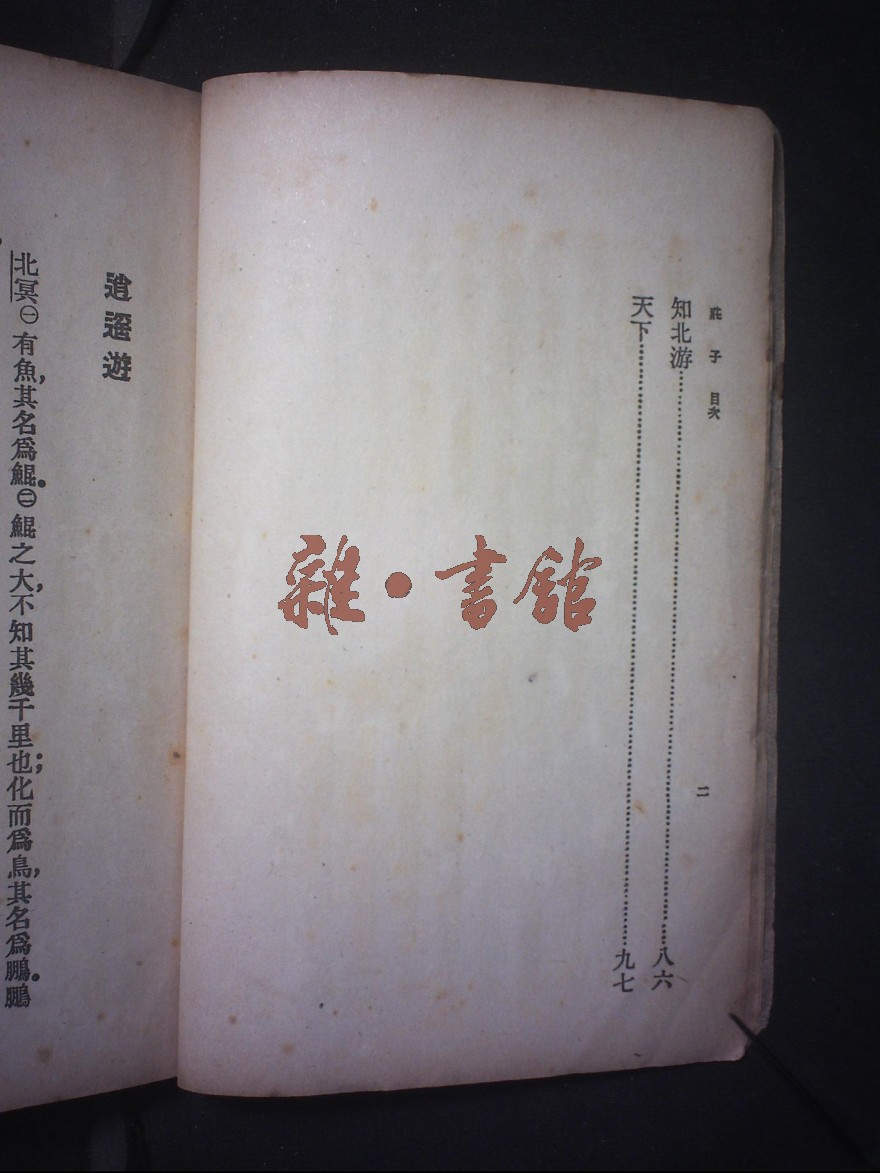 莊子 目次
二
知北游……八六
天下……九七
雜·書館
逍遥遊
北冥㊀有魚，其名爲鯤。㊁鯤之大，不知其幾千里也；化而爲鳥，其名爲鵬。鵬